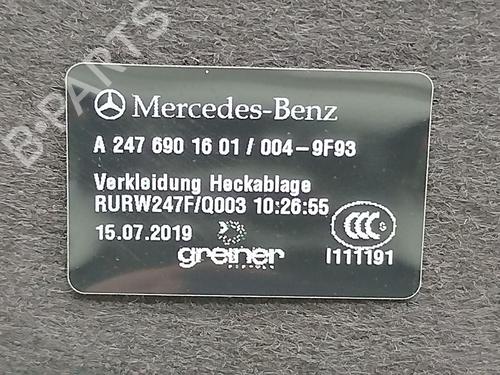 B-PARTS
Mercedes-Benz
A 247 690 16 01 / 004-9F93
Verkleidung Heckablage
RURW247F/Q003 10:26:55
15.07.2019
greiner
CCC
S
I111191